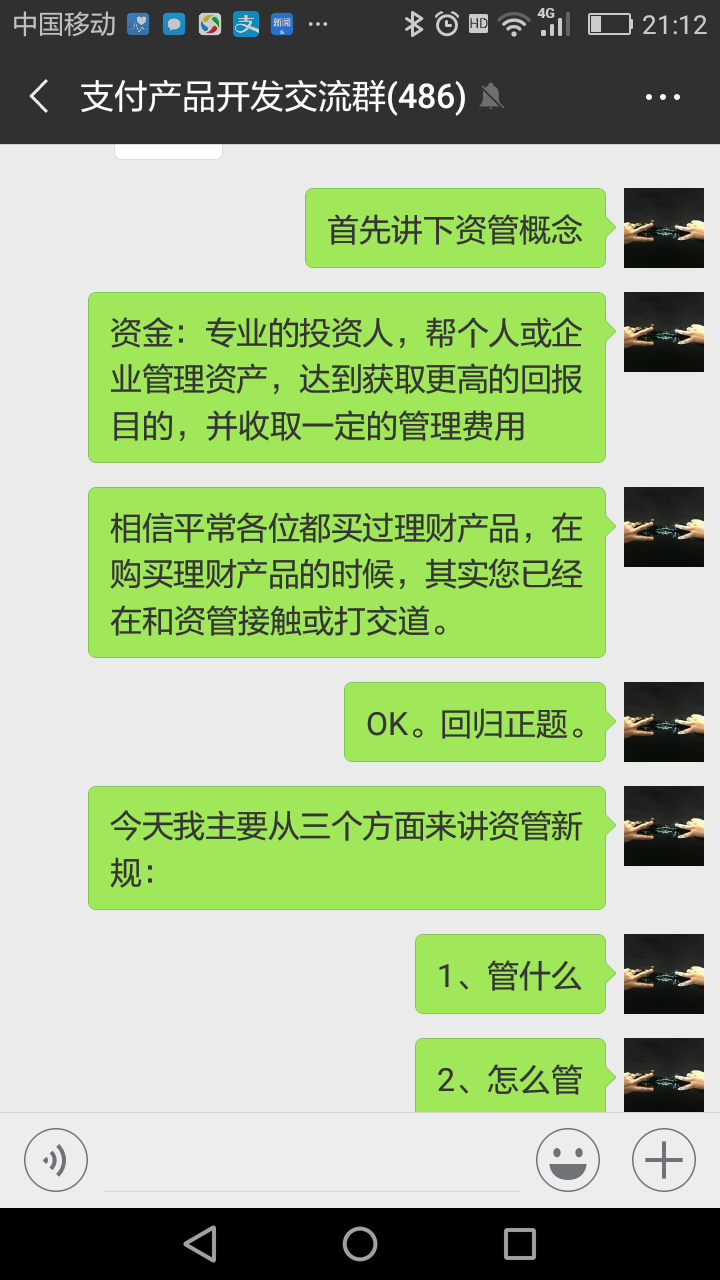 中国移动 支 新闻 ... HD 4G 21:12
支付产品开发交流群(486)
首先讲下资管概念
资金：专业的投资人，帮个人或企
业管理资产，达到获取更高的回报
目的，并收取一定的管理费用
相信平常各位都买过理财产品，在
购买理财产品的时候，其实您已经
在和资管接触或打交道。
OK。回归正题。
今天我主要从三个方面来讲资管新
规：
1、管什么
2、怎么管